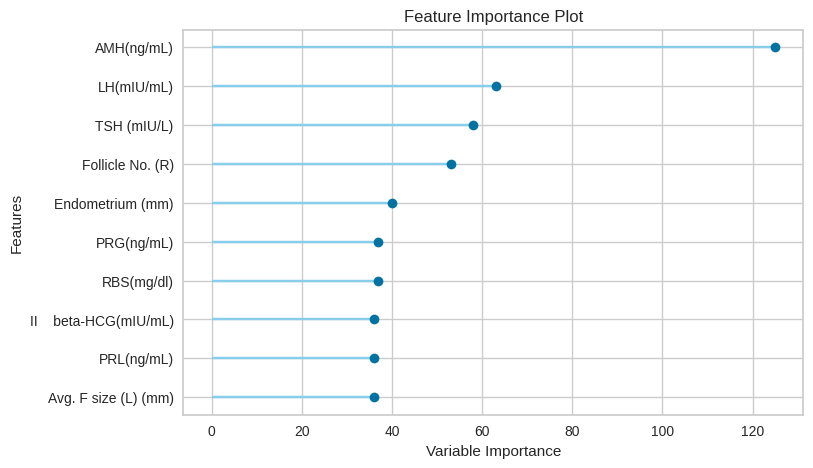 Feature Importance Plot
AMH(ng/mL)
LH(mIU/mL)
TSH (mIU/L)
Follicle No. (R)
Endometrium (mm)
PRG(ng/mL)
RBS(mg/dl)
II    beta-HCG(mIU/mL)
PRL(ng/mL)
Avg. F size (L) (mm)
Features
0 20 40 60 80 100 120
Variable Importance